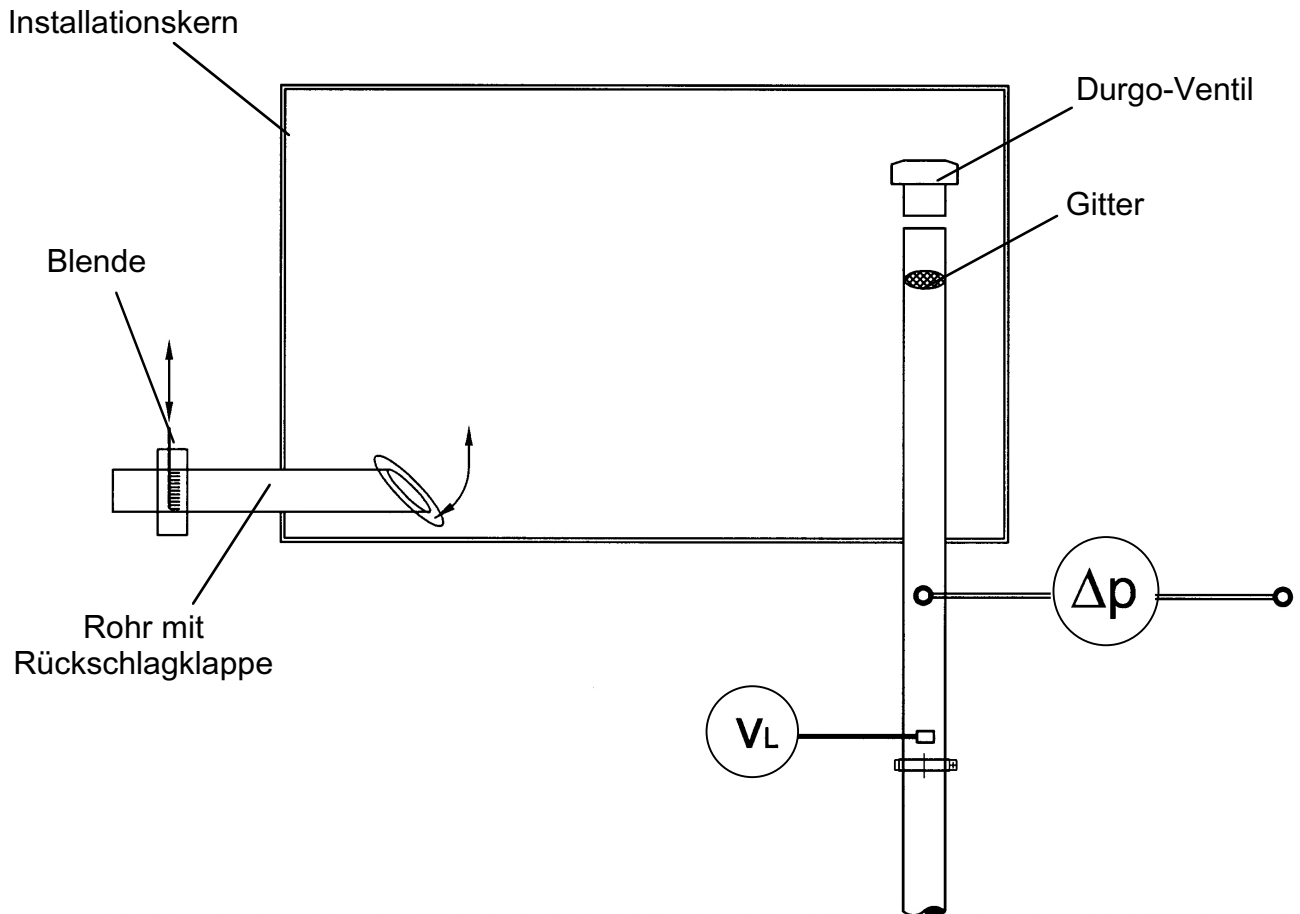 Installationskern
Durgo-Ventil
Gitter
Blende
Rohr mit
Rückschlagklappe
Δp
VL